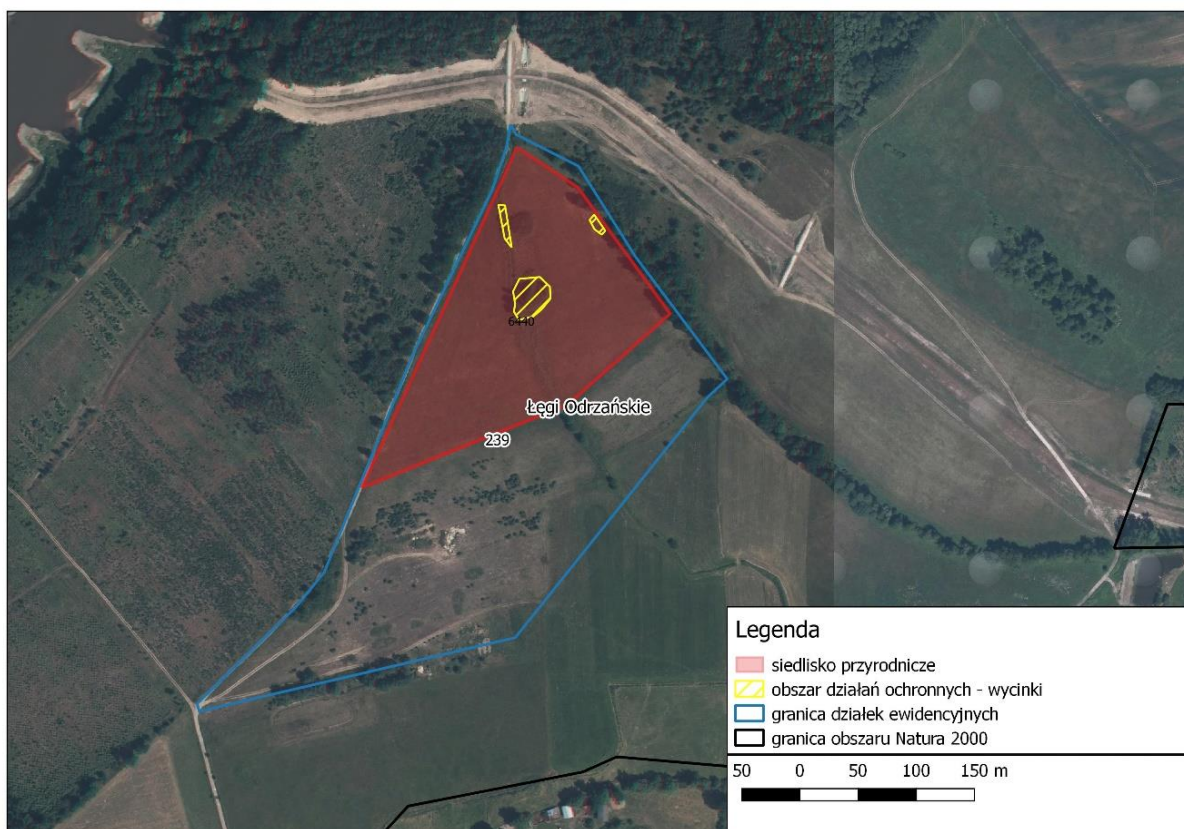 6440
Łęgi Odrzańskie
239
Legenda
siedlisko przyrodnicze
obszar działań ochronnych - wycinki
granica działek ewidencyjnych
granica obszaru Natura 2000
50 0 50 100 150 m